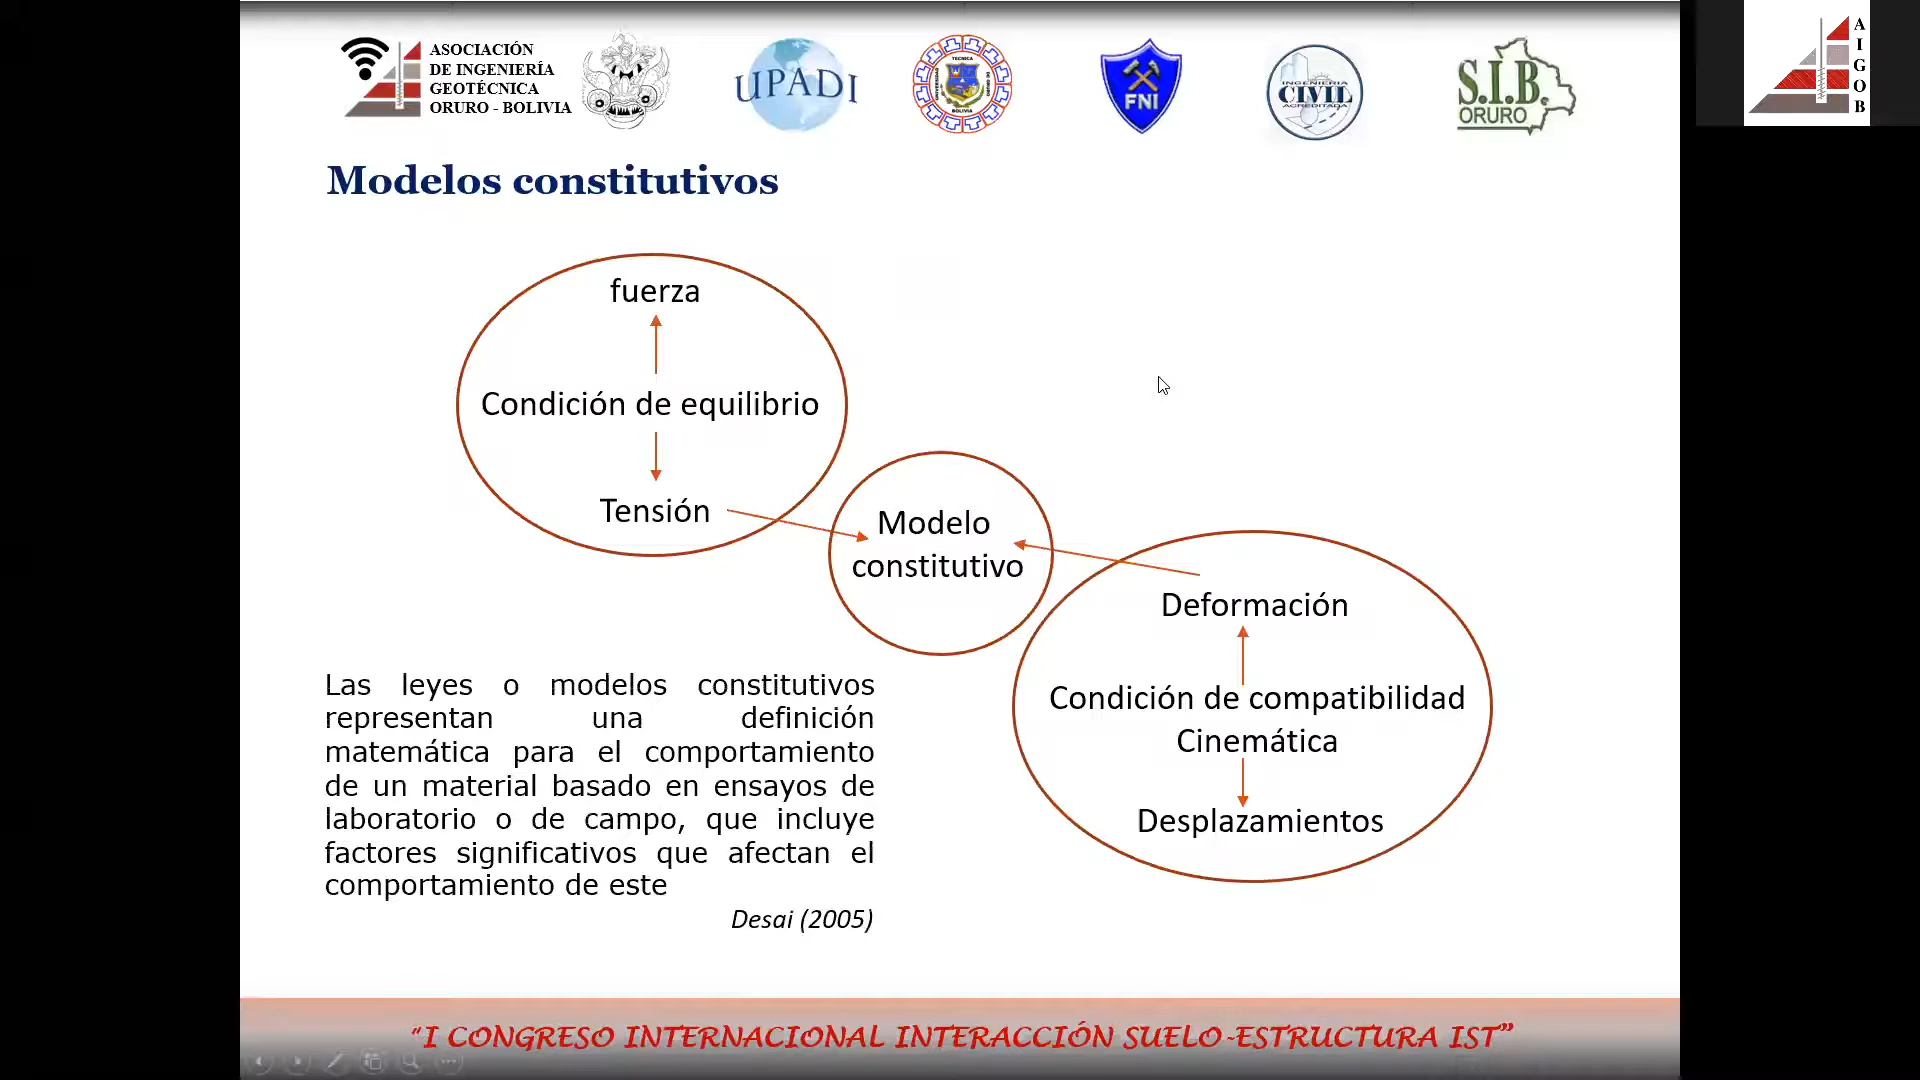 ASOCIACIÓN
DE INGENIERÍA
GEOTÉCNICA
ORURO - BOLIVIA
UPADI
FNI
INGENIERIA
CIVIL
ACREDITADA
S.I.B.
ORURO
A
I
G
O
B
Modelos constitutivos
fuerza
Condición de equilibrio
Tensión
Modelo
constitutivo
Deformación
Condición de compatibilidad
Cinemática
Desplazamientos
Las leyes o modelos constitutivos
representan una definición
matemática para el comportamiento
de un material basado en ensayos de
laboratorio o de campo, que incluye
factores significativos que afectan el
comportamiento de este
Desai (2005)
“I CONGRESO INTERNACIONAL INTERACCIÓN SUELO-ESTRUCTURA IST”